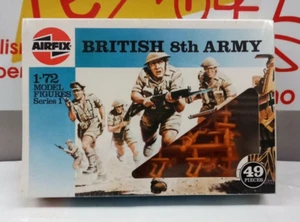 AIRFIX
BRITISH 8th ARMY
1·72
MODEL
FIGURES
Series 1
49
PIECES